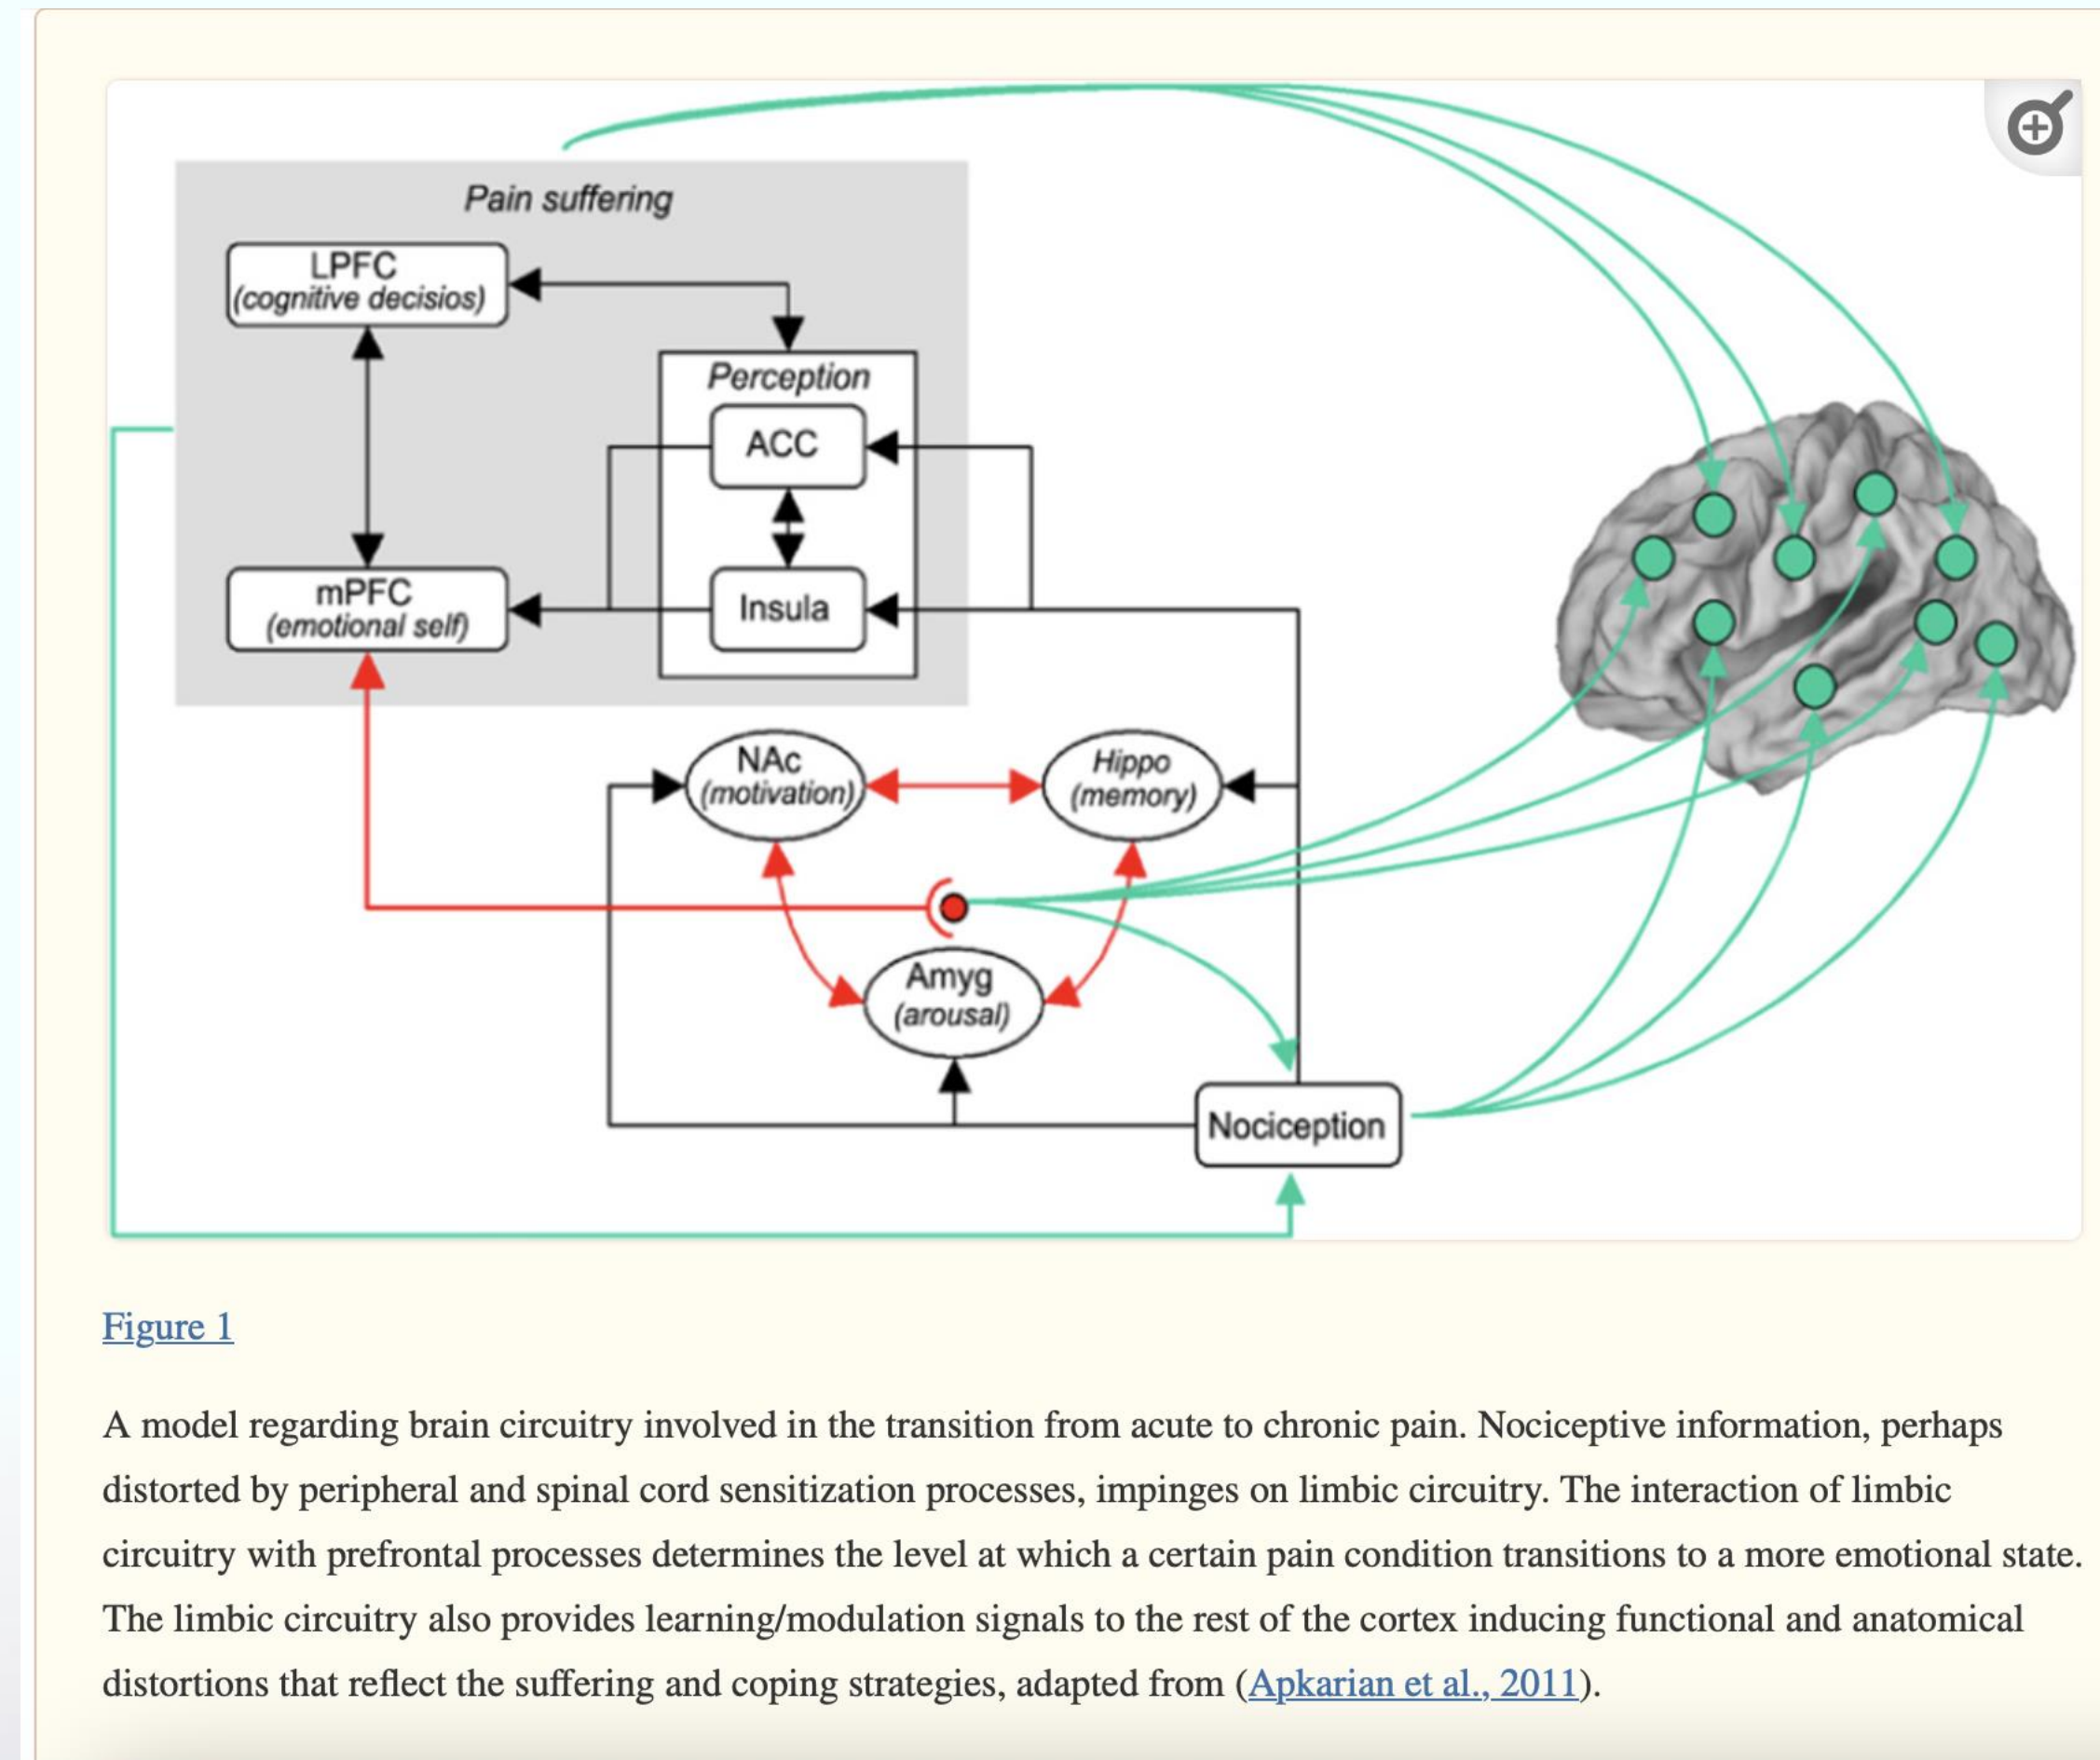 Pain suffering
LPFC
(cognitive decisios)
Perception
ACC
mPFC
(emotional self)
Insula
NAc
(motivation)
Hippo
(memory)
Amyg
(arousal)
Nociception
Figure 1
A model regarding brain circuitry involved in the transition from acute to chronic pain. Nociceptive information, perhaps
distorted by peripheral and spinal cord sensitization processes, impinges on limbic circuitry. The interaction of limbic
circuitry with prefrontal processes determines the level at which a certain pain condition transitions to a more emotional state.
The limbic circuitry also provides learning/modulation signals to the rest of the cortex inducing functional and anatomical
distortions that reflect the suffering and coping strategies, adapted from (Apkarian et al., 2011).